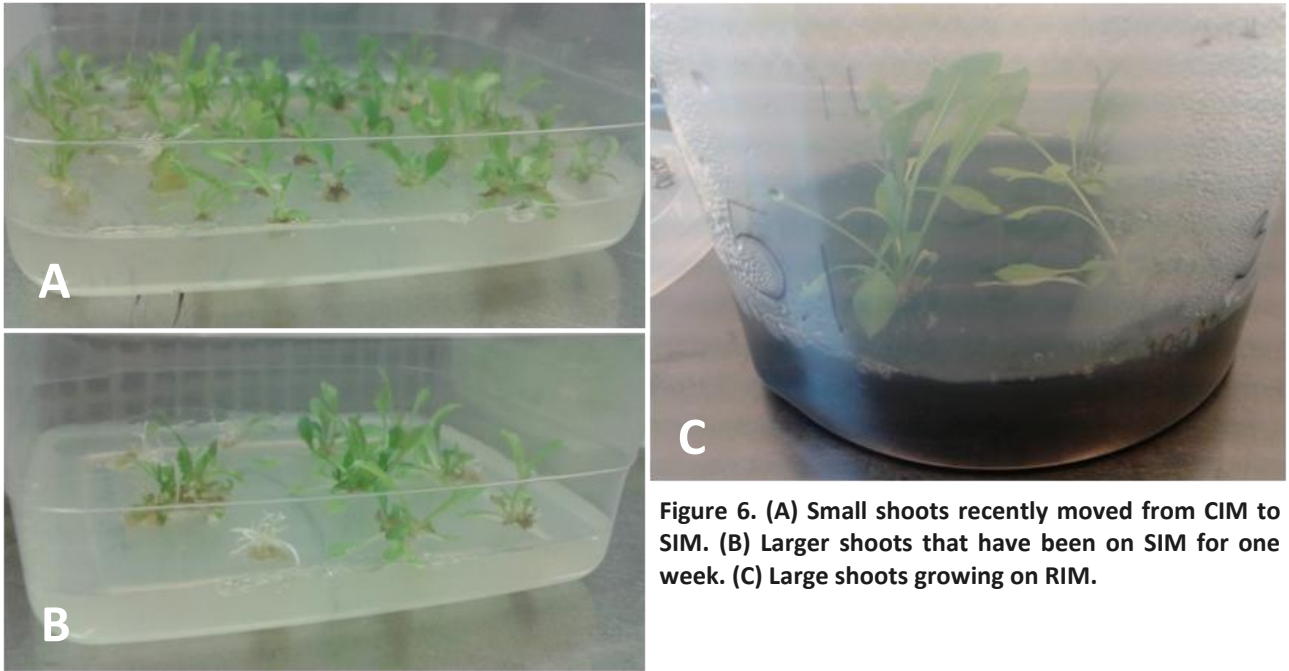 A
B
C
Figure 6. (A) Small shoots recently moved from CIM to
SIM. (B) Larger shoots that have been on SIM for one
week. (C) Large shoots growing on RIM.